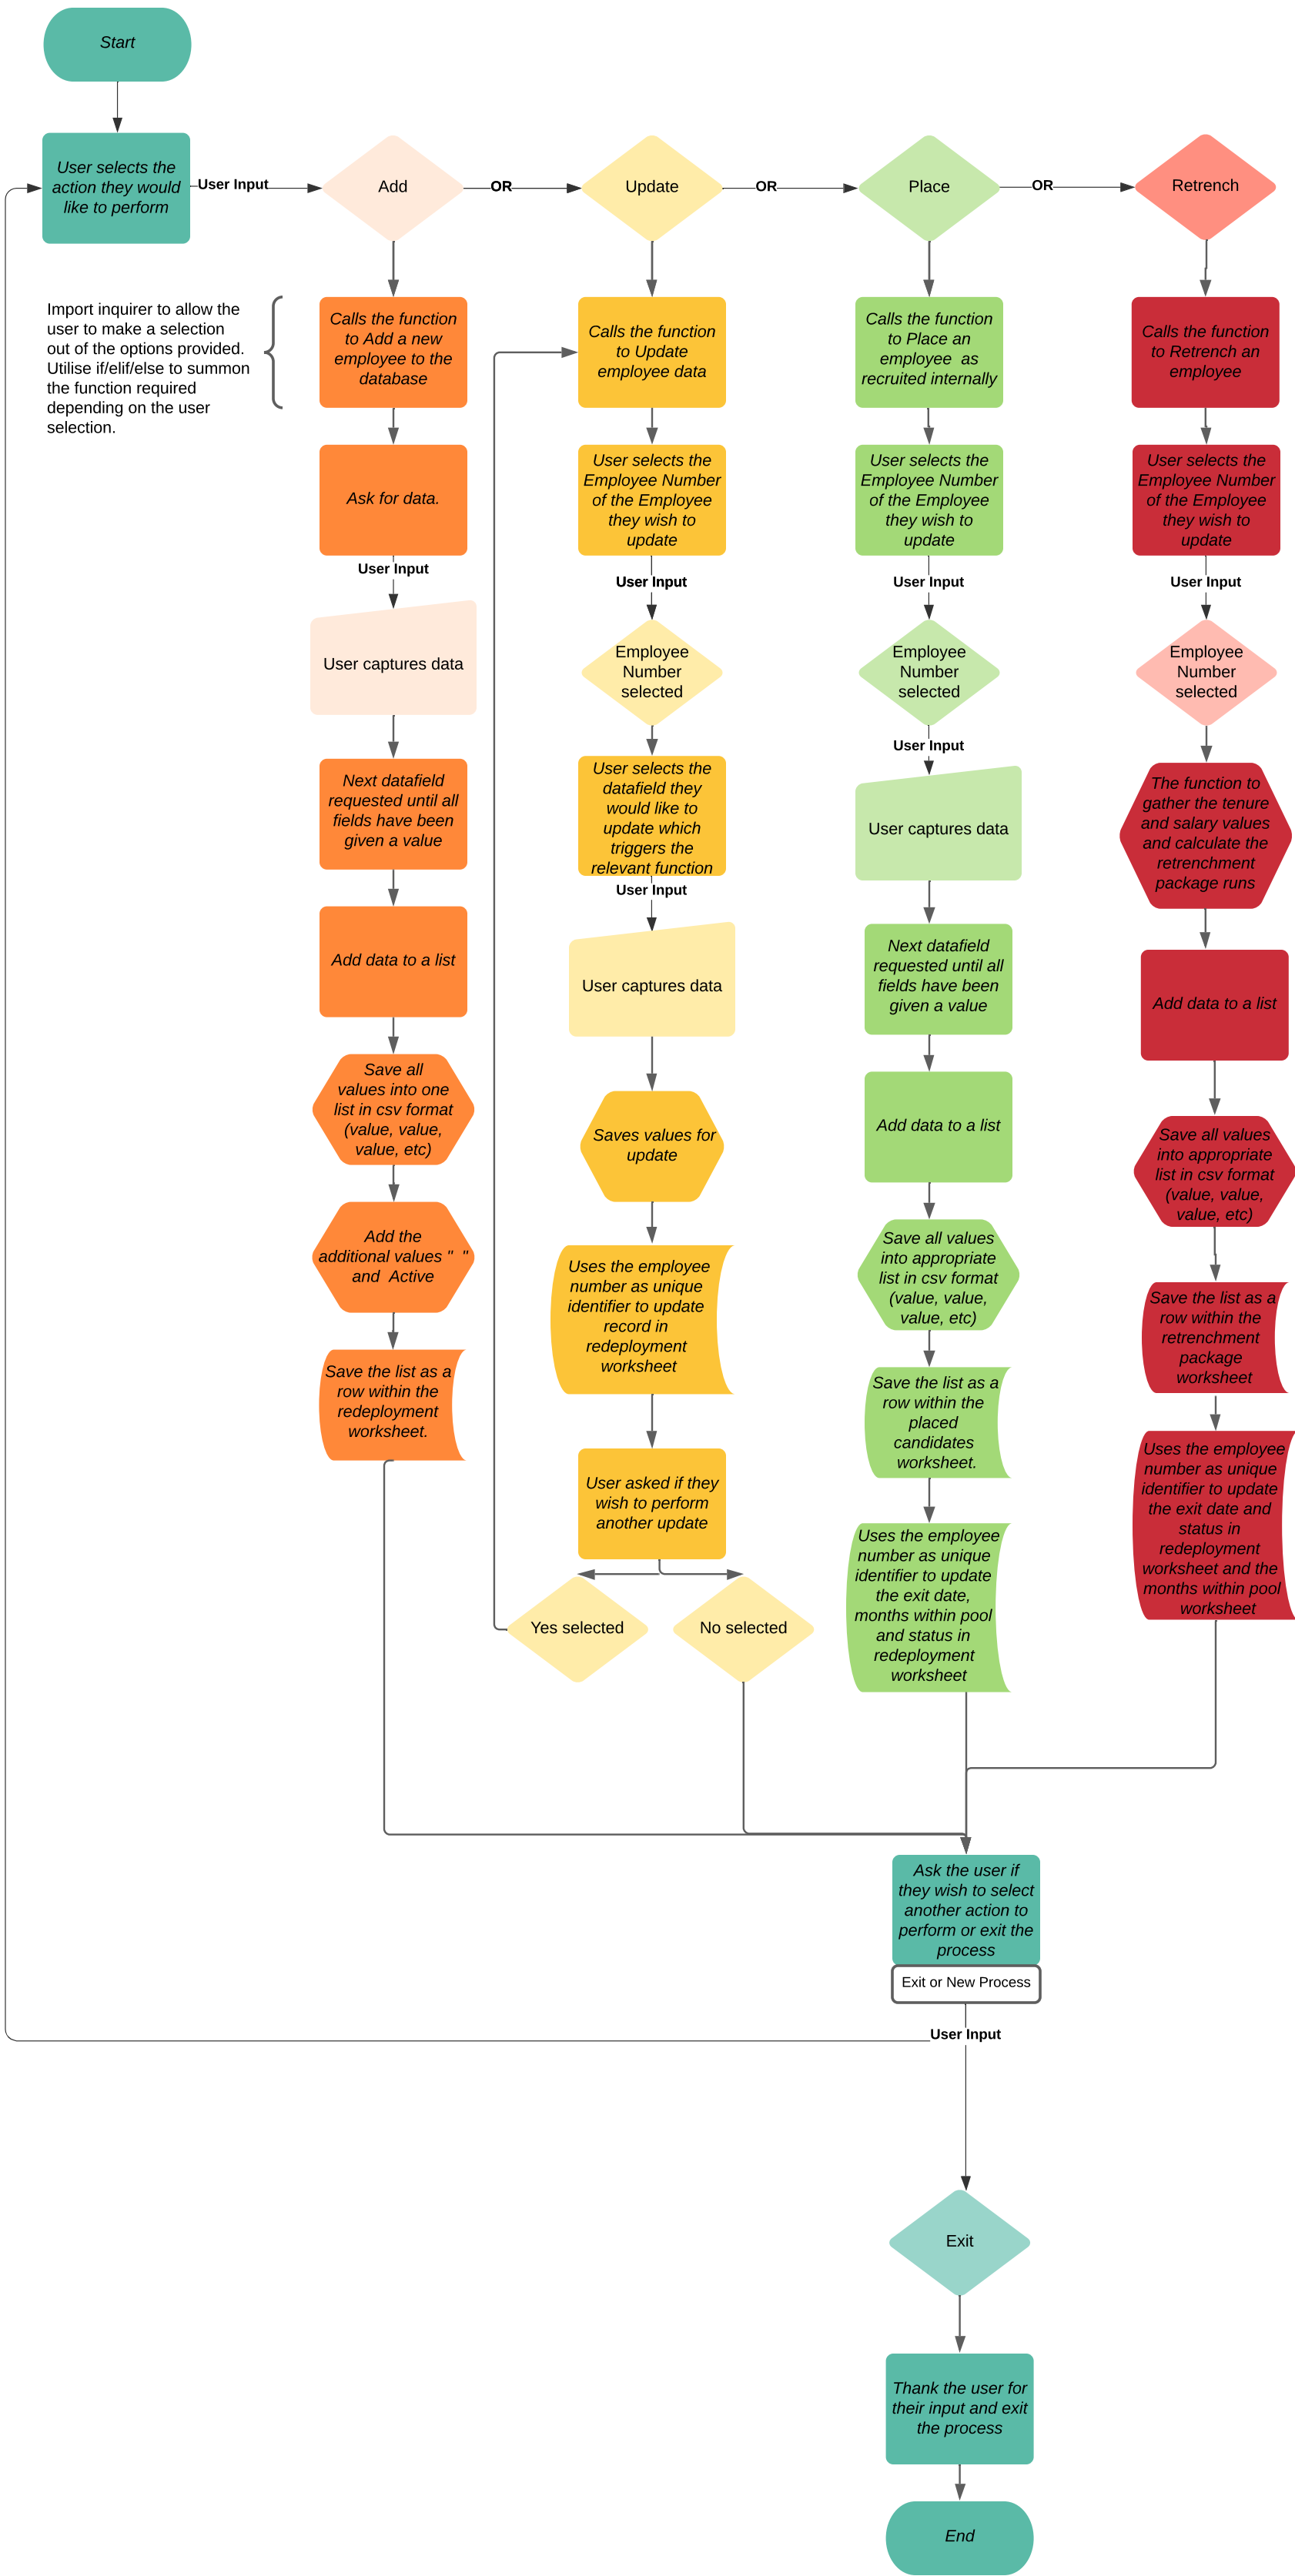 Start
User selects the
action they would
like to perform
User Input
Add
OR
Update
OR
Place
OR
Retrench
Import inquirer to allow the
user to make a selection
out of the options provided.
Utilise if/elif/else to summon
the function required
depending on the user
selection.
Calls the function
to Add a new
employee to the
database
Ask for data.
User Input
User captures data
Next datafield
requested until all
fields have been
given a value
Add data to a list
Save all
values into one
list in csv format
(value, value,
value, etc)
Add the
additional values " "
and Active
Save the list as a
row within the
redeployment
worksheet.
Calls the function
to Update
employee data
User selects the
Employee Number
of the Employee
they wish to
update
User Input
Employee
Number
selected
User selects the
datafield they
would like to
update which
triggers the
relevant function
User Input
User captures data
Saves values for
update
Uses the employee
number as unique
identifier to update
record in
redeployment
worksheet
User asked if they
wish to perform
another update
Yes selected
No selected
Calls the function
to Place an
employee as
recruited internally
User selects the
Employee Number
of the Employee
they wish to
update
User Input
Employee
Number
selected
User Input
User captures data
Next datafield
requested until all
fields have been
given a value
Add data to a list
Save all values
into appropriate
list in csv format
(value, value,
value, etc)
Save the list as a
row within the
placed
candidates
worksheet.
Uses the employee
number as unique
identifier to update
the exit date,
months within pool
and status in
redeployment
worksheet
Calls the function
to Retrench an
employee
User selects the
Employee Number
of the Employee
they wish to
update
User Input
Employee
Number
selected
The function to
gather the tenure
and salary values
and calculate the
retrenchment
package runs
Add data to a list
Save all values
into appropriate
list in csv format
(value, value,
value, etc)
Save the list as a
row within the
retrenchment
package
worksheet
Uses the employee
number as unique
identifier to update
the exit date and
status in
redeployment
worksheet and the
months within pool
worksheet
Ask the user if
they wish to select
another action to
perform or exit the
process
Exit or New Process
User Input
Exit
Thank the user for
their input and exit
the process
End